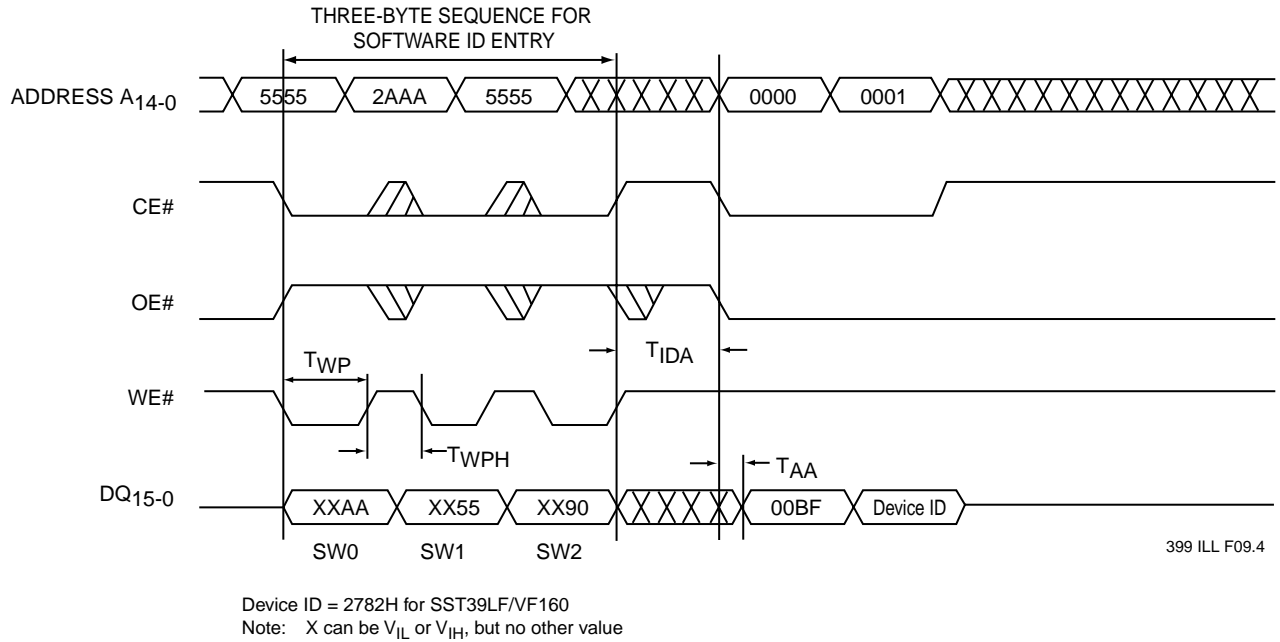 THREE-BYTE SEQUENCE FOR
SOFTWARE ID ENTRY
ADDRESS A14-0
5555 2AAA 5555 0000 0001
CE#
OE#
TIDA
TWP
WE#
TWPH
TAA
DQ15-0
XXAA XX55 XX90 00BF Device ID
SW0 SW1 SW2
399 ILL F09.4
Device ID = 2782H for SST39LF/VF160
Note: X can be VIL or VIH, but no other value